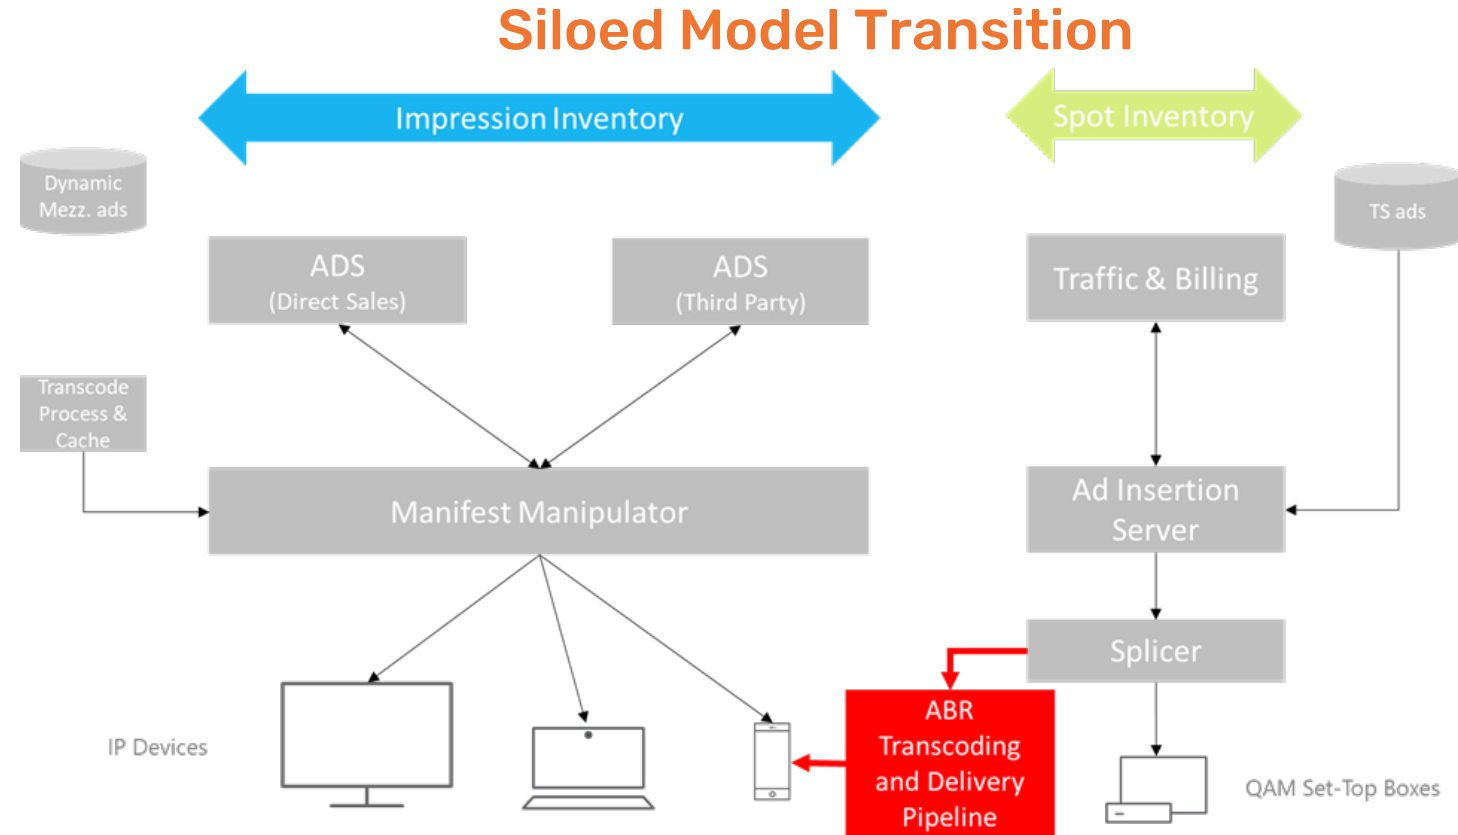 Siloed Model Transition
Impression Inventory
Spot Inventory
Dynamic
Mezz. ads
TS ads
ADS
(Direct Sales)
ADS
(Third Party)
Traffic & Billing
Transcode
Process &
Cache
Manifest Manipulator
Ad Insertion
Server
Splicer
ABR
Transcoding
and Delivery
Pipeline
IP Devices
QAM Set-Top Boxes